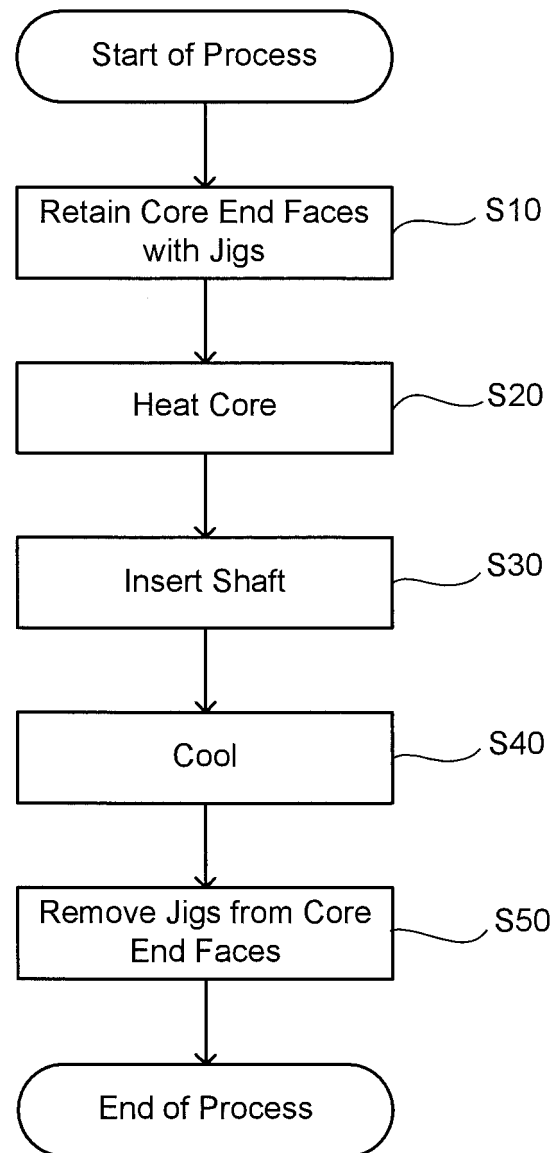 Start of Process
Retain Core End Faces
with Jigs
S10
Heat Core
S20
Insert Shaft
S30
Cool
S40
Remove Jigs from Core
End Faces
S50
End of Process